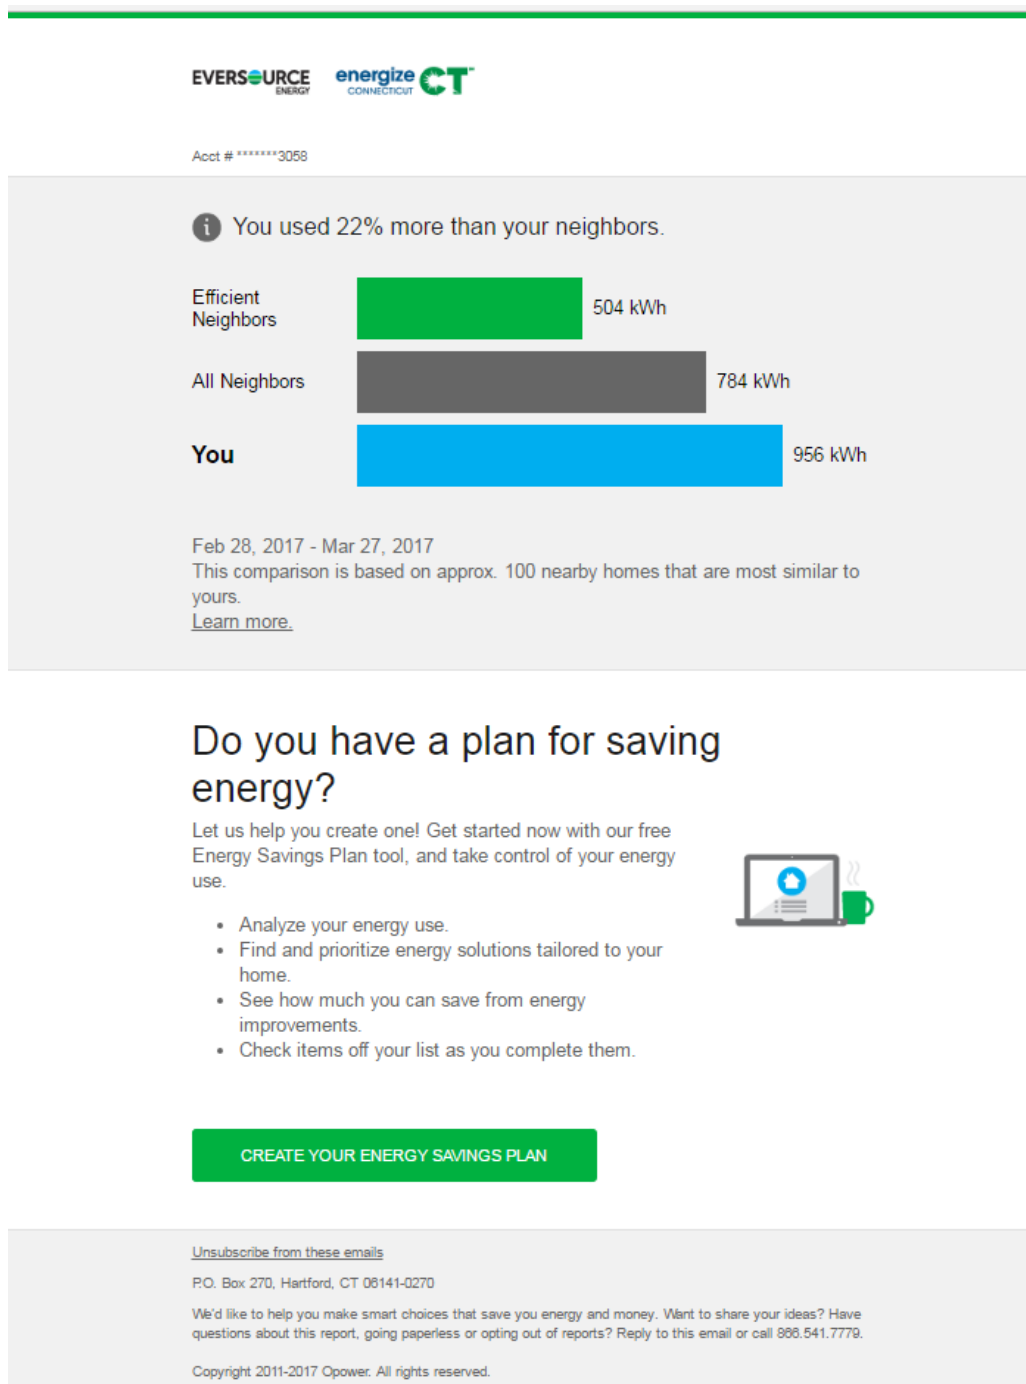 EVERSOURCE
ENERGY
energize CT™
CONNECTICUT
Acct # *******3058
You used 22% more than your neighbors.
Efficient
Neighbors
504 kWh
All Neighbors
784 kWh
You
956 kWh
Feb 28, 2017 - Mar 27, 2017
This comparison is based on approx. 100 nearby homes that are most similar to
yours.
Learn more.
Do you have a plan for saving
energy?
Let us help you create one! Get started now with our free
Energy Savings Plan tool, and take control of your energy
use.
• Analyze your energy use.
• Find and prioritize energy solutions tailored to your
home.
• See how much you can save from energy
improvements.
• Check items off your list as you complete them.
CREATE YOUR ENERGY SAVINGS PLAN
Unsubscribe from these emails
P.O. Box 270, Hartford, CT 06141-0270
We'd like to help you make smart choices that save you energy and money. Want to share your ideas? Have
questions about this report, going paperless or opting out of reports? Reply to this email or call 866.541.7779.
Copyright 2011-2017 Opower. All rights reserved.